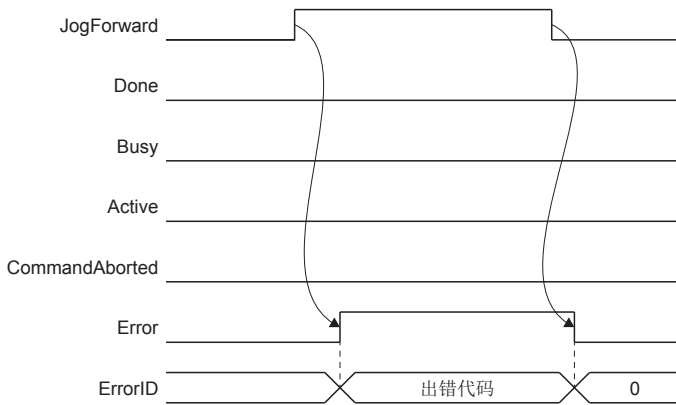 JogForward
Done
Busy
Active
CommandAborted
Error
ErrorID 出错代码 0